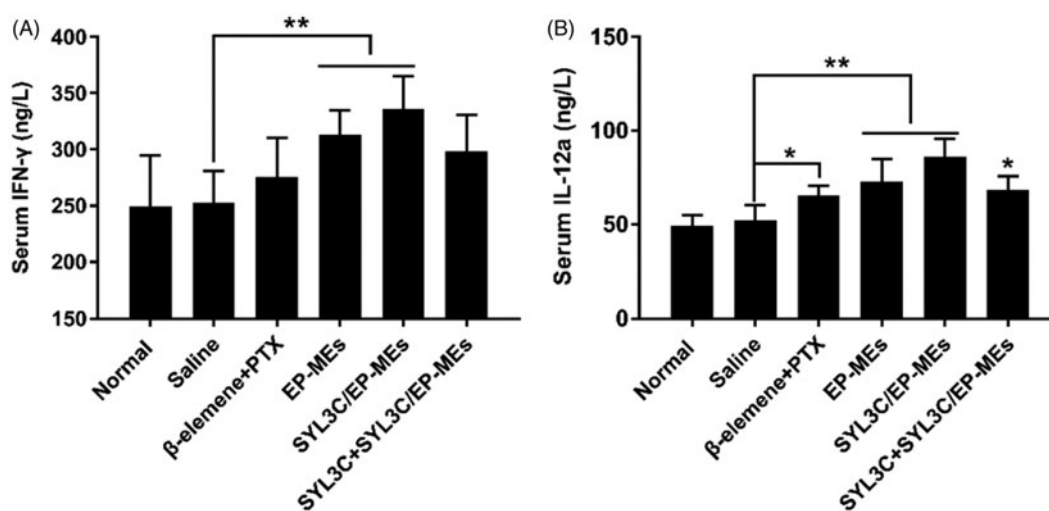 (A)
Serum IFN-γ (ng/L)
400
350
300
250
200
150
**
Normal
Saline
β-elemene+PTX
EP-MEs
SYL3C/EP-MEs
SYL3C+SYL3C/EP-MEs
(B)
Serum IL-12a (ng/L)
150
100
50
0
**
*
*
Normal
Saline
β-elemene+PTX
EP-MEs
SYL3C/EP-MEs
SYL3C+SYL3C/EP-MEs